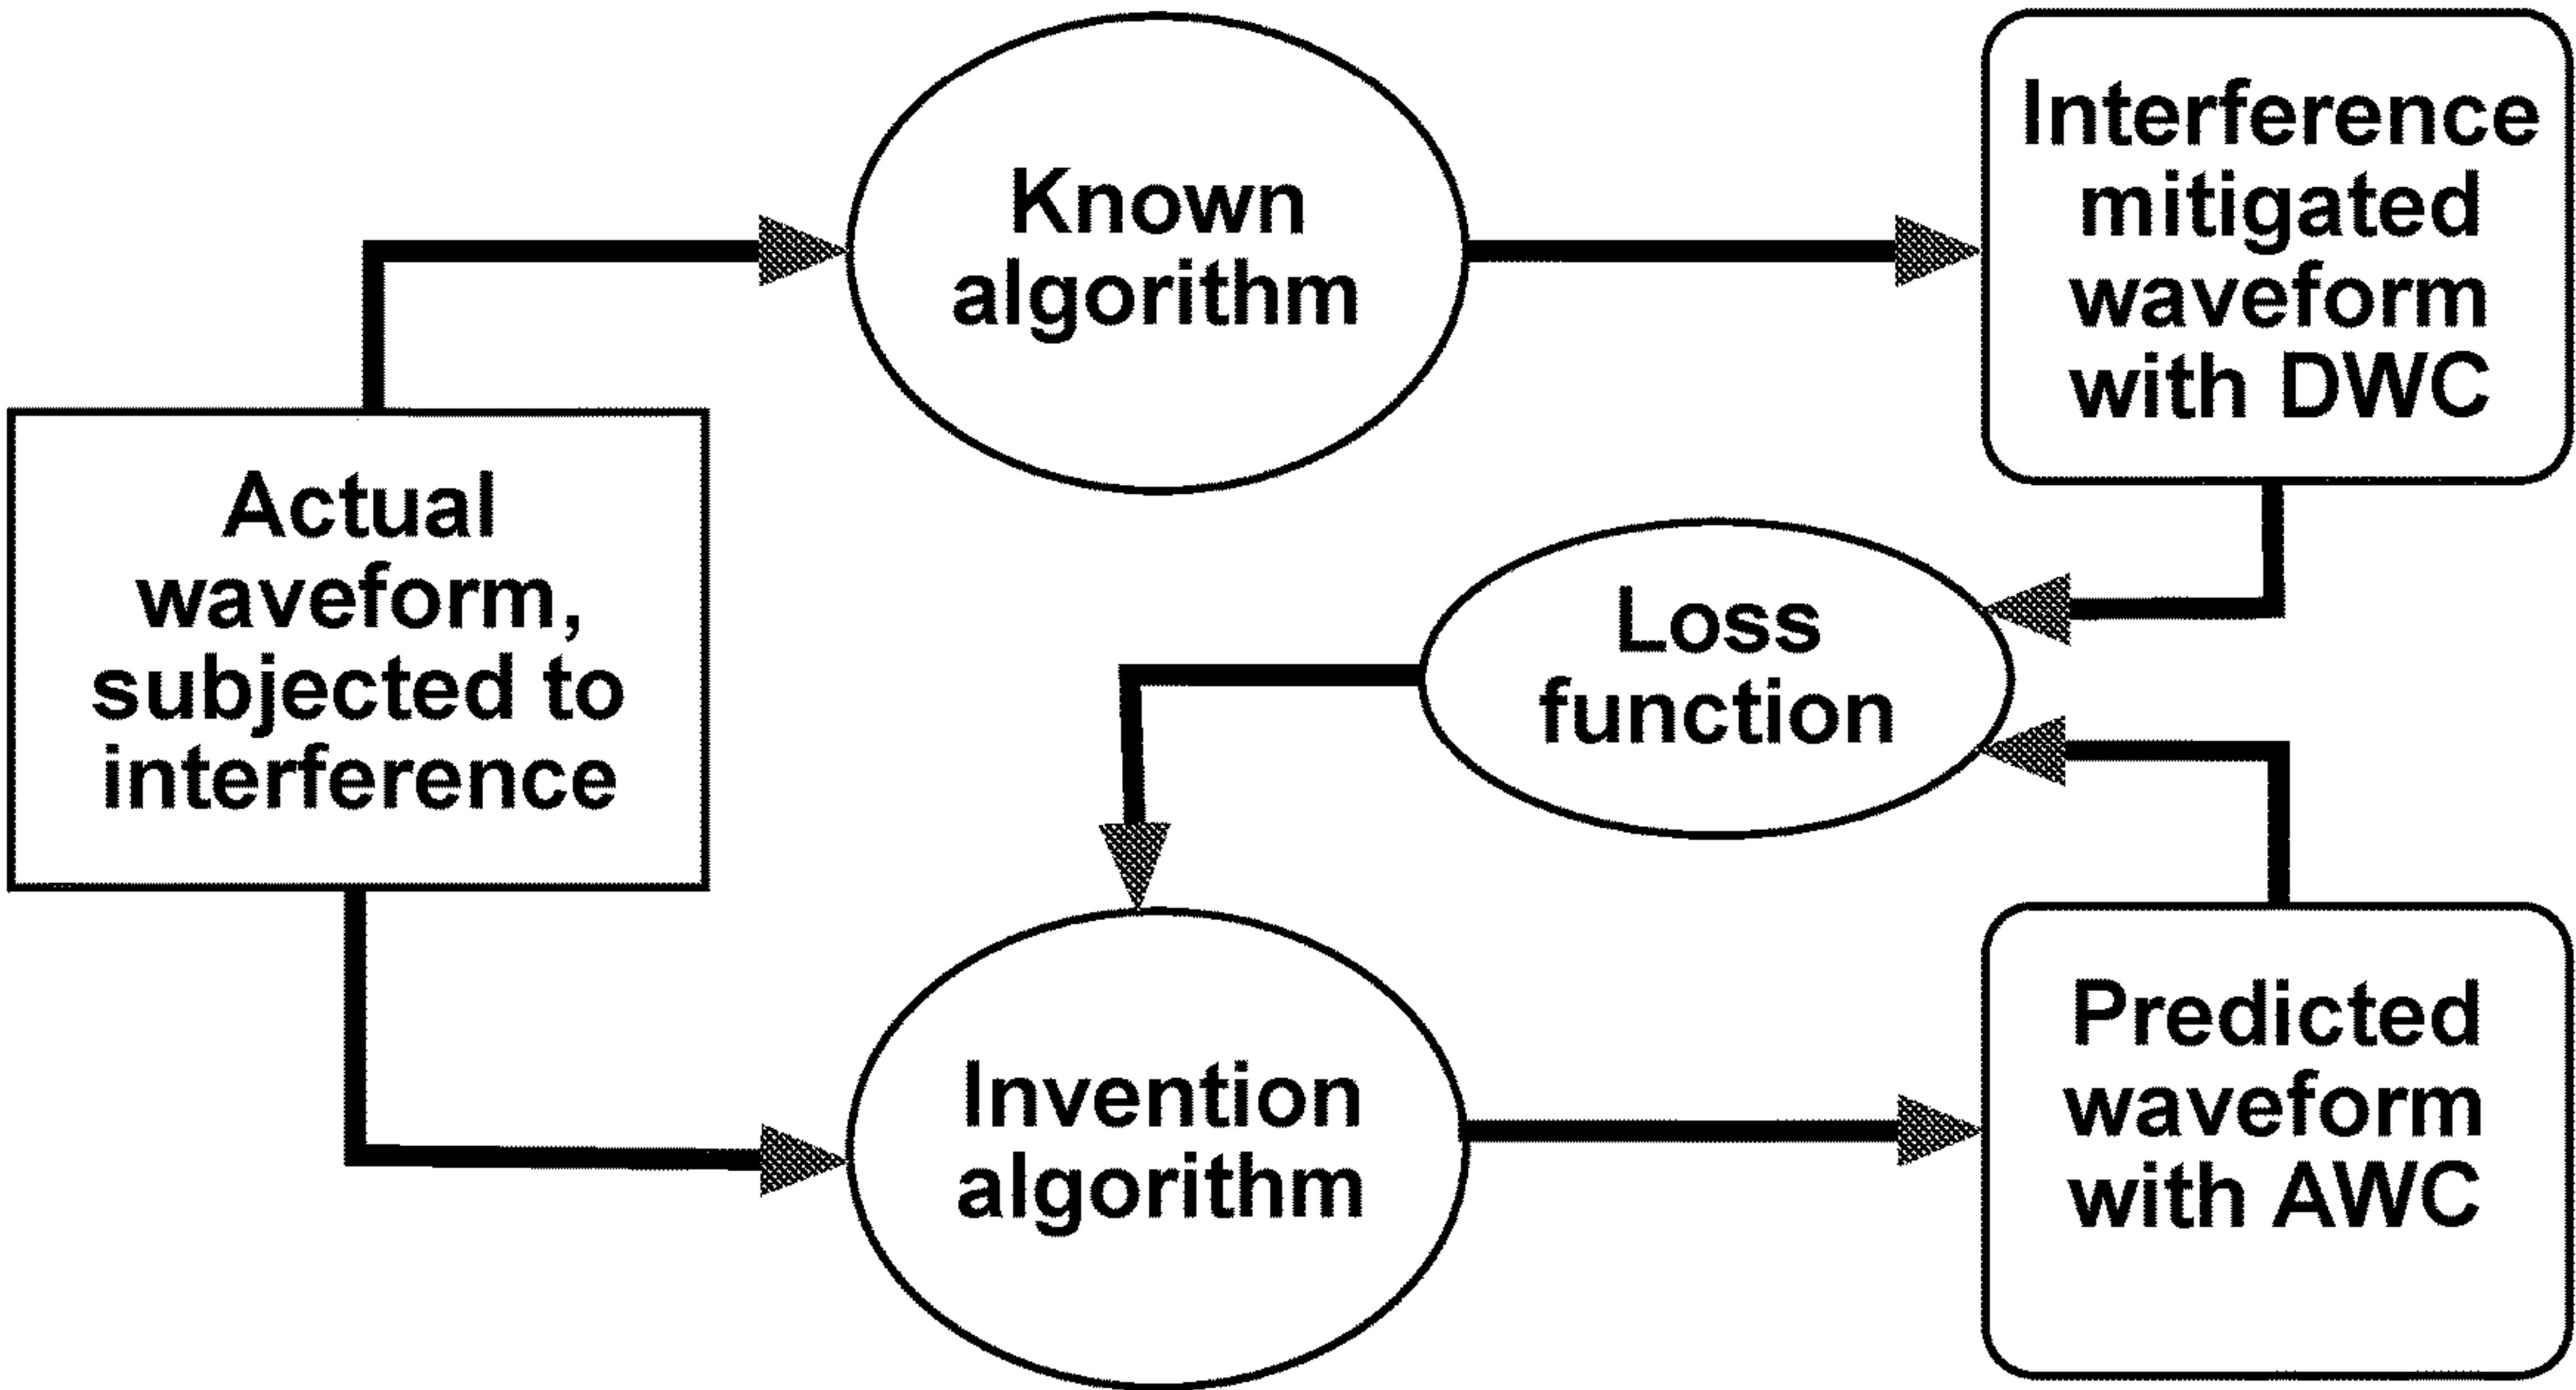 Known
algorithm
Interference
mitigated
waveform
with DWC
Actual
waveform,
subjected to
interference
Loss
function
Invention
algorithm
Predicted
waveform
with AWC